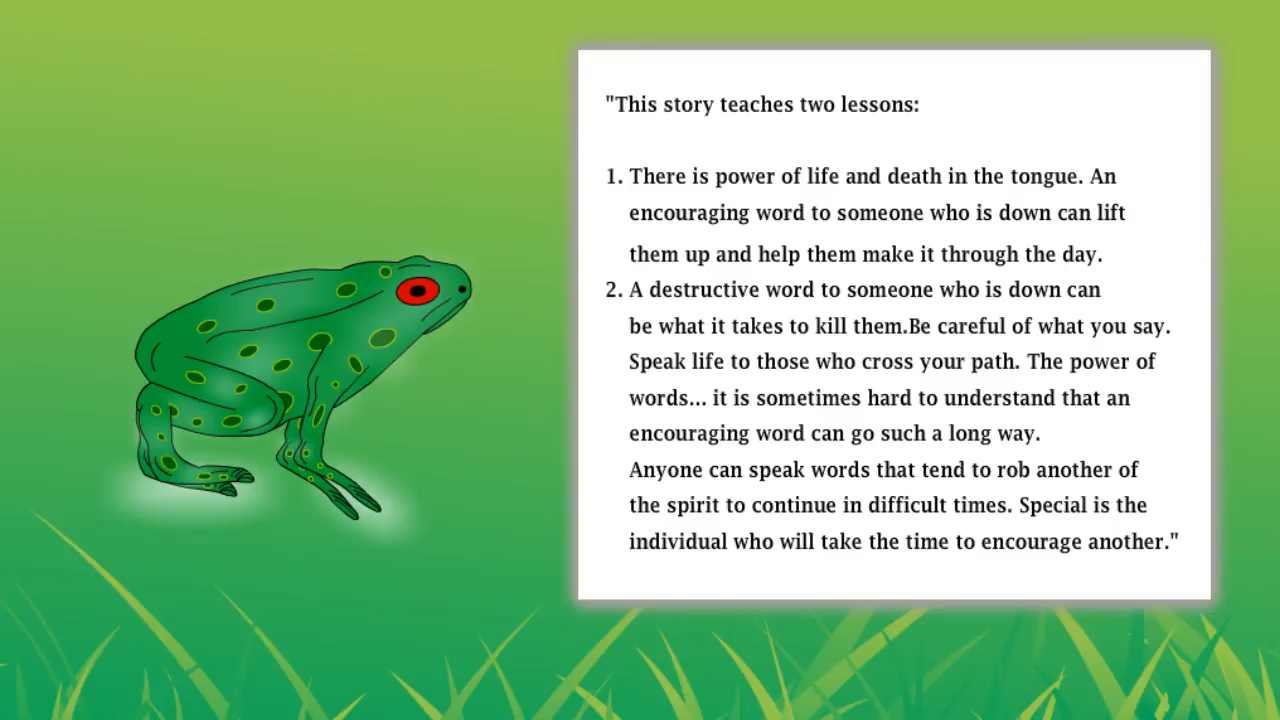 "This story teaches two lessons:
1. There is power of life and death in the tongue. An
encouraging word to someone who is down can lift
them up and help them make it through the day.
2. A destructive word to someone who is down can
be what it takes to kill them.Be careful of what you say.
Speak life to those who cross your path. The power of
words... it is sometimes hard to understand that an
encouraging word can go such a long way.
Anyone can speak words that tend to rob another of
the spirit to continue in difficult times. Special is the
individual who will take the time to encourage another."